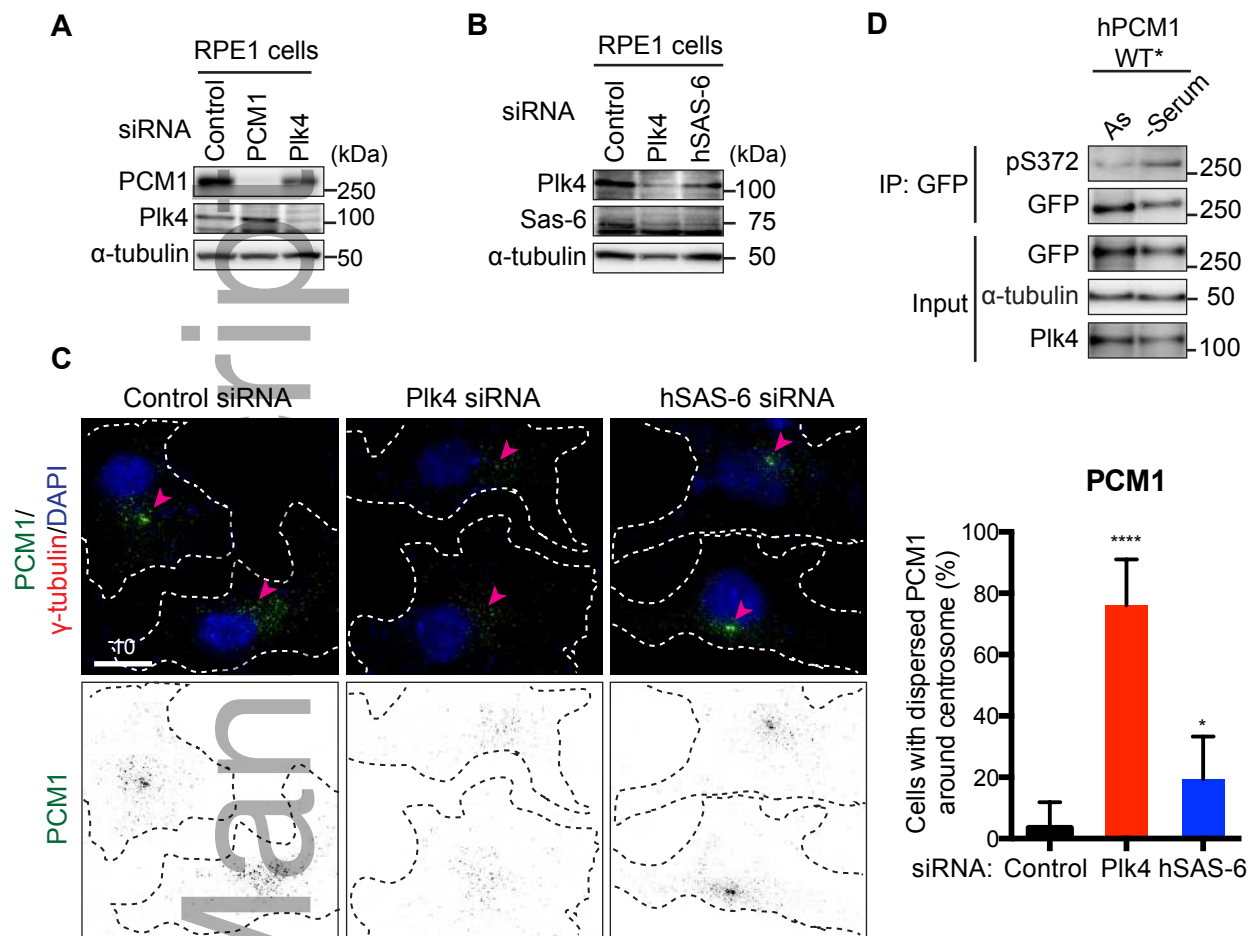 A
RPE1 cells
siRNA
Control
PCM1
Plk4
(kDa)
PCM1
250
Plk4
100
α-tubulin
50
B
RPE1 cells
siRNA
Control
Plk4
hSAS-6
(kDa)
Plk4
100
Sas-6
75
α-tubulin
50
D
hPCM1
WT*
As
-Serum
IP: GFP
pS372
250
GFP
250
Input
GFP
250
α-tubulin
50
Plk4
100
C
Control siRNA
Plk4 siRNA
hSAS-6 siRNA
PCM1/
γ-tubulin/DAPI
10
PCM1
PCM1
Cells with dispersed PCM1
around centrosome (%)
100
80
60
40
20
0
****
*
siRNA: Control Plk4 hSAS-6